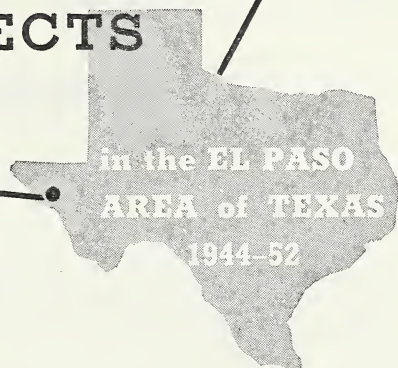 ECTS
in the EL PASO
AREA of TEXAS
1944-52